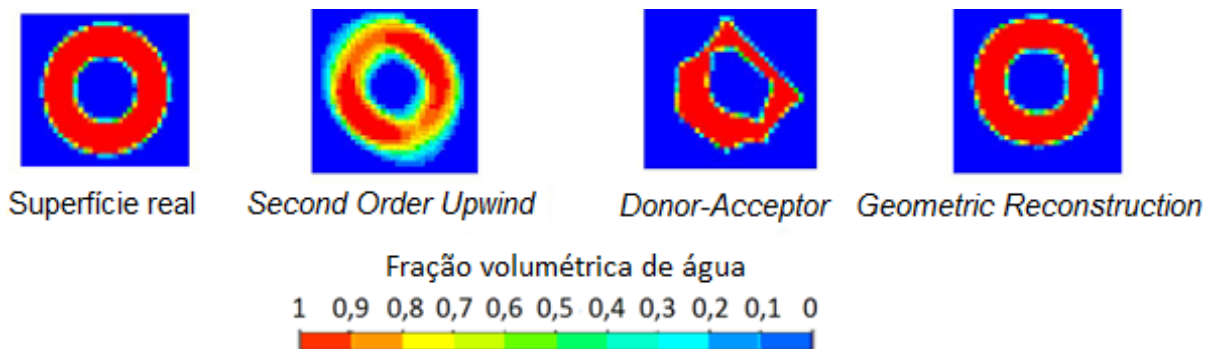 Superfície real
Second Order Upwind
Donor-Acceptor
Geometric Reconstruction
Fração volumétrica de água
1 0,9 0,8 0,7 0,6 0,5 0,4 0,3 0,2 0,1 0